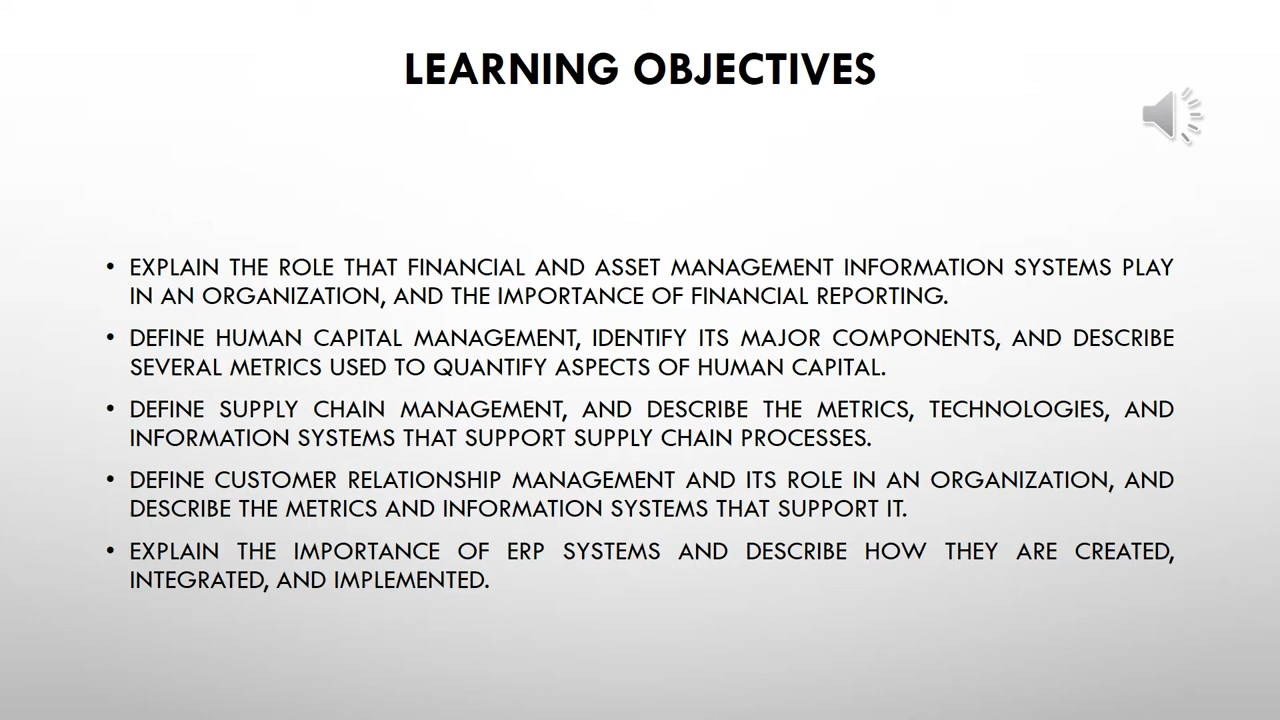 LEARNING OBJECTIVES
• EXPLAIN THE ROLE THAT FINANCIAL AND ASSET MANAGEMENT INFORMATION SYSTEMS PLAY
IN AN ORGANIZATION, AND THE IMPORTANCE OF FINANCIAL REPORTING.
• DEFINE HUMAN CAPITAL MANAGEMENT, IDENTIFY ITS MAJOR COMPONENTS, AND DESCRIBE
SEVERAL METRICS USED TO QUANTIFY ASPECTS OF HUMAN CAPITAL.
• DEFINE SUPPLY CHAIN MANAGEMENT, AND DESCRIBE THE METRICS, TECHNOLOGIES, AND
INFORMATION SYSTEMS THAT SUPPORT SUPPLY CHAIN PROCESSES.
• DEFINE CUSTOMER RELATIONSHIP MANAGEMENT AND ITS ROLE IN AN ORGANIZATION, AND
DESCRIBE THE METRICS AND INFORMATION SYSTEMS THAT SUPPORT IT.
• EXPLAIN THE IMPORTANCE OF ERP SYSTEMS AND DESCRIBE HOW THEY ARE CREATED,
INTEGRATED, AND IMPLEMENTED.